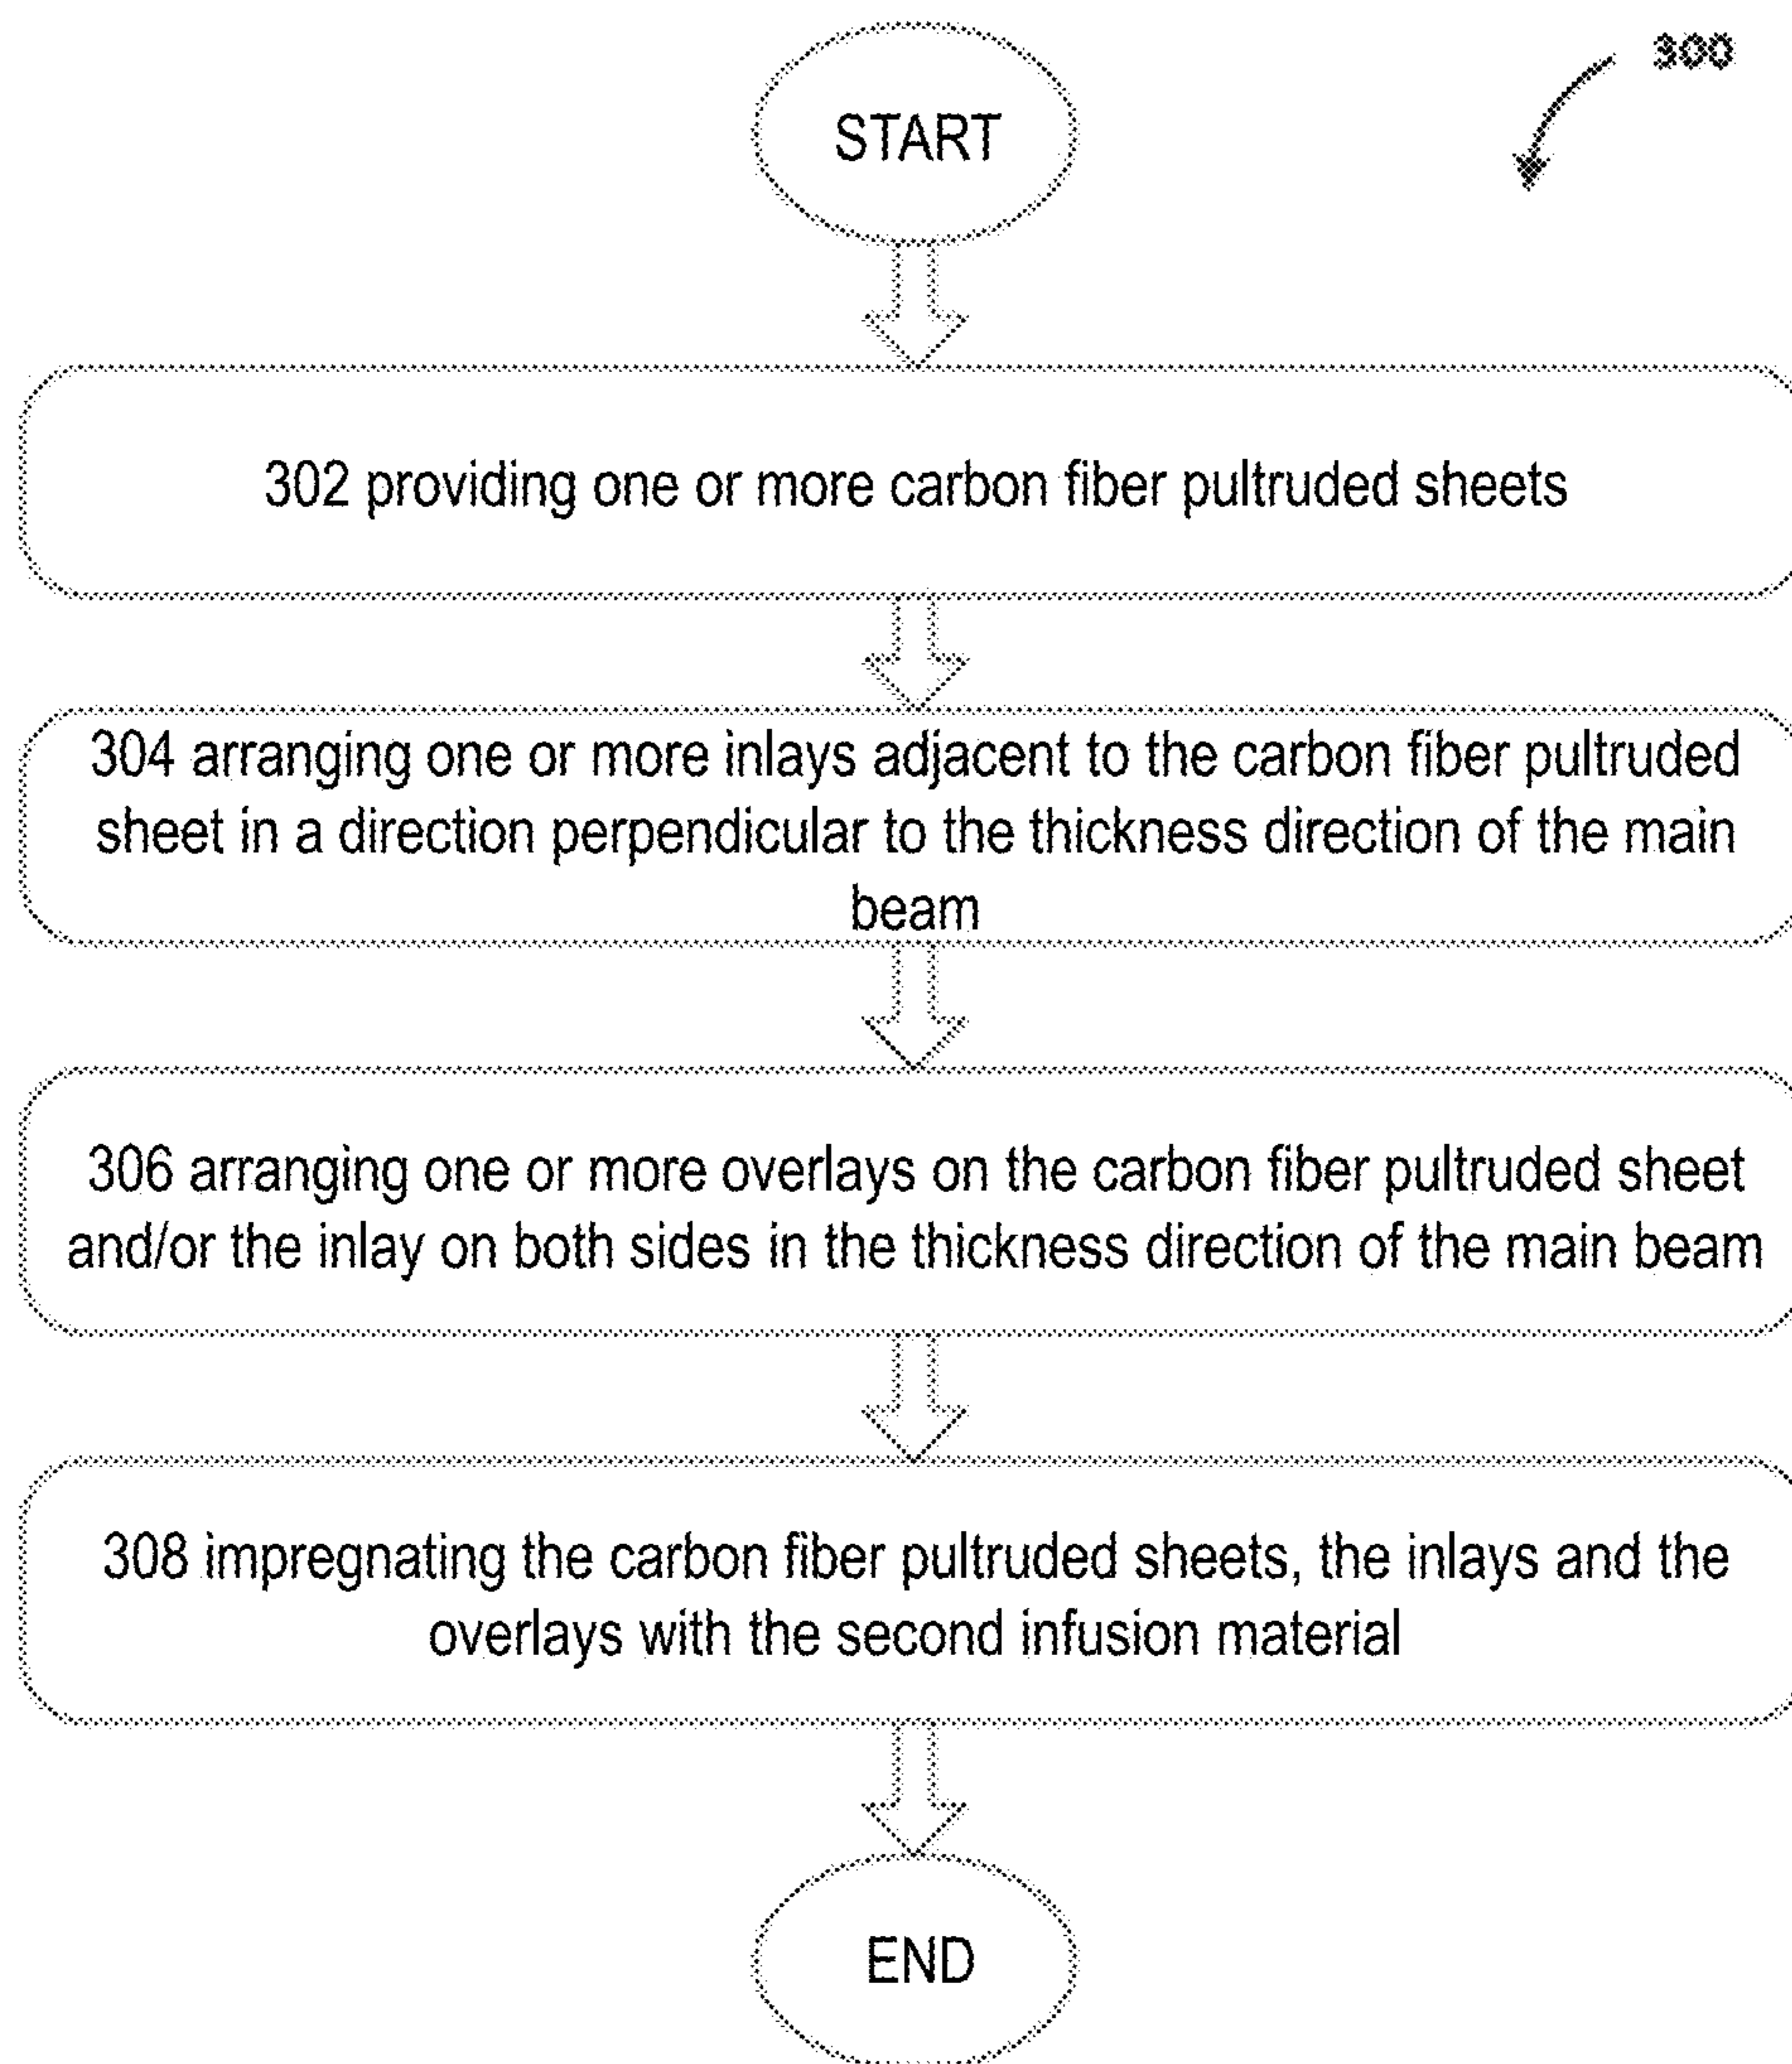 300
START
302 providing one or more carbon fiber pultruded sheets
304 arranging one or more inlays adjacent to the carbon fiber pultruded
sheet in a direction perpendicular to the thickness direction of the main
beam
306 arranging one or more overlays on the carbon fiber pultruded sheet
and/or the inlay on both sides in the thickness direction of the main beam
308 impregnating the carbon fiber pultruded sheets, the inlays and the
overlays with the second infusion material
END